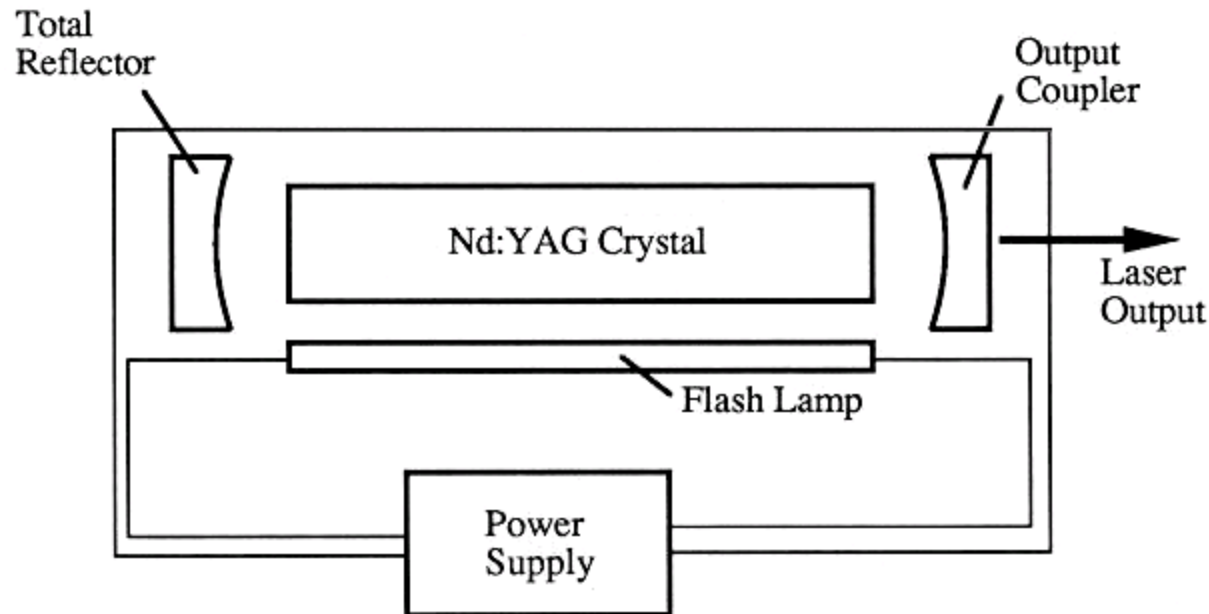 Total
Reflector
Output
Coupler
Nd:YAG Crystal
Laser
Output
Flash Lamp
Power
Supply